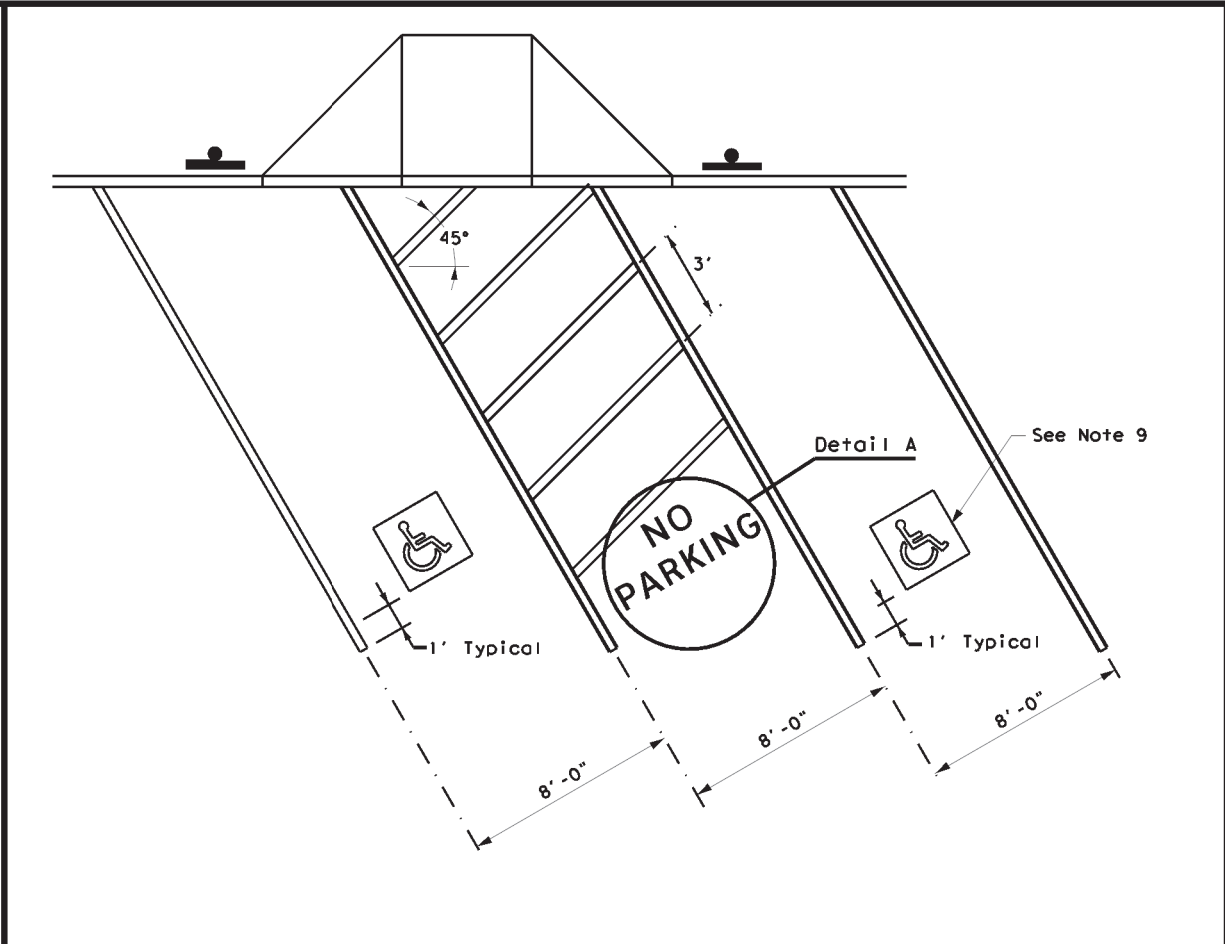 45°
3'
Detail A
See Note 9
NO
PARKING
1' Typical
1' Typical
8'-0"
8'-0"
8'-0"